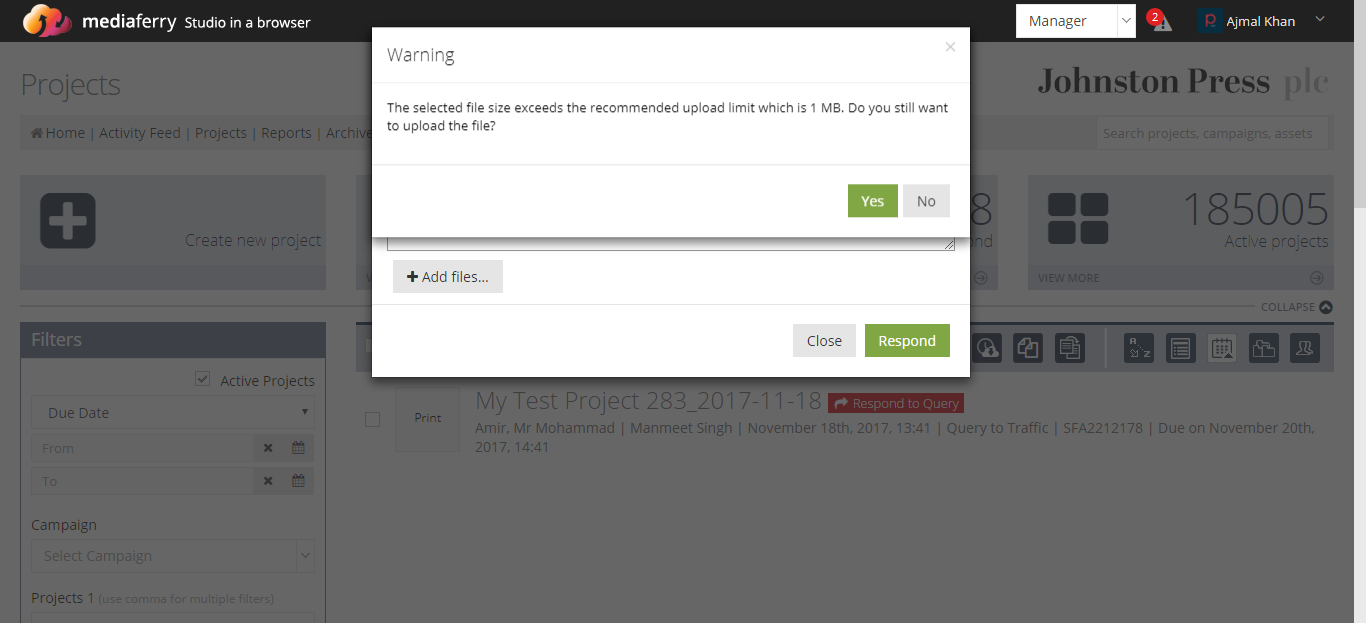 mediaferry Studio in a browser
Manager
2
Ajmal Khan
Warning
×
The selected file size exceeds the recommended upload limit which is 1 MB. Do you still want
to upload the file?
Yes
No
Projects
Johnston Press plc
Home | Activity Feed | Projects | Reports | Archive
Search projects, campaigns, assets
Create new project
8
nd
185005
Active projects
VIEW MORE
COLLAPSE
+ Add files...
Close
Respond
Filters
Active Projects
Due Date
From
To
Campaign
Select Campaign
Projects 1 (use comma for multiple filters)
Print
My Test Project 283_2017-11-18 Respond to Query
Amir, Mr Mohammad | Manmeet Singh | November 18th, 2017, 13:41 | Query to Traffic | SFA2212178 | Due on November 20th,
2017, 14:41